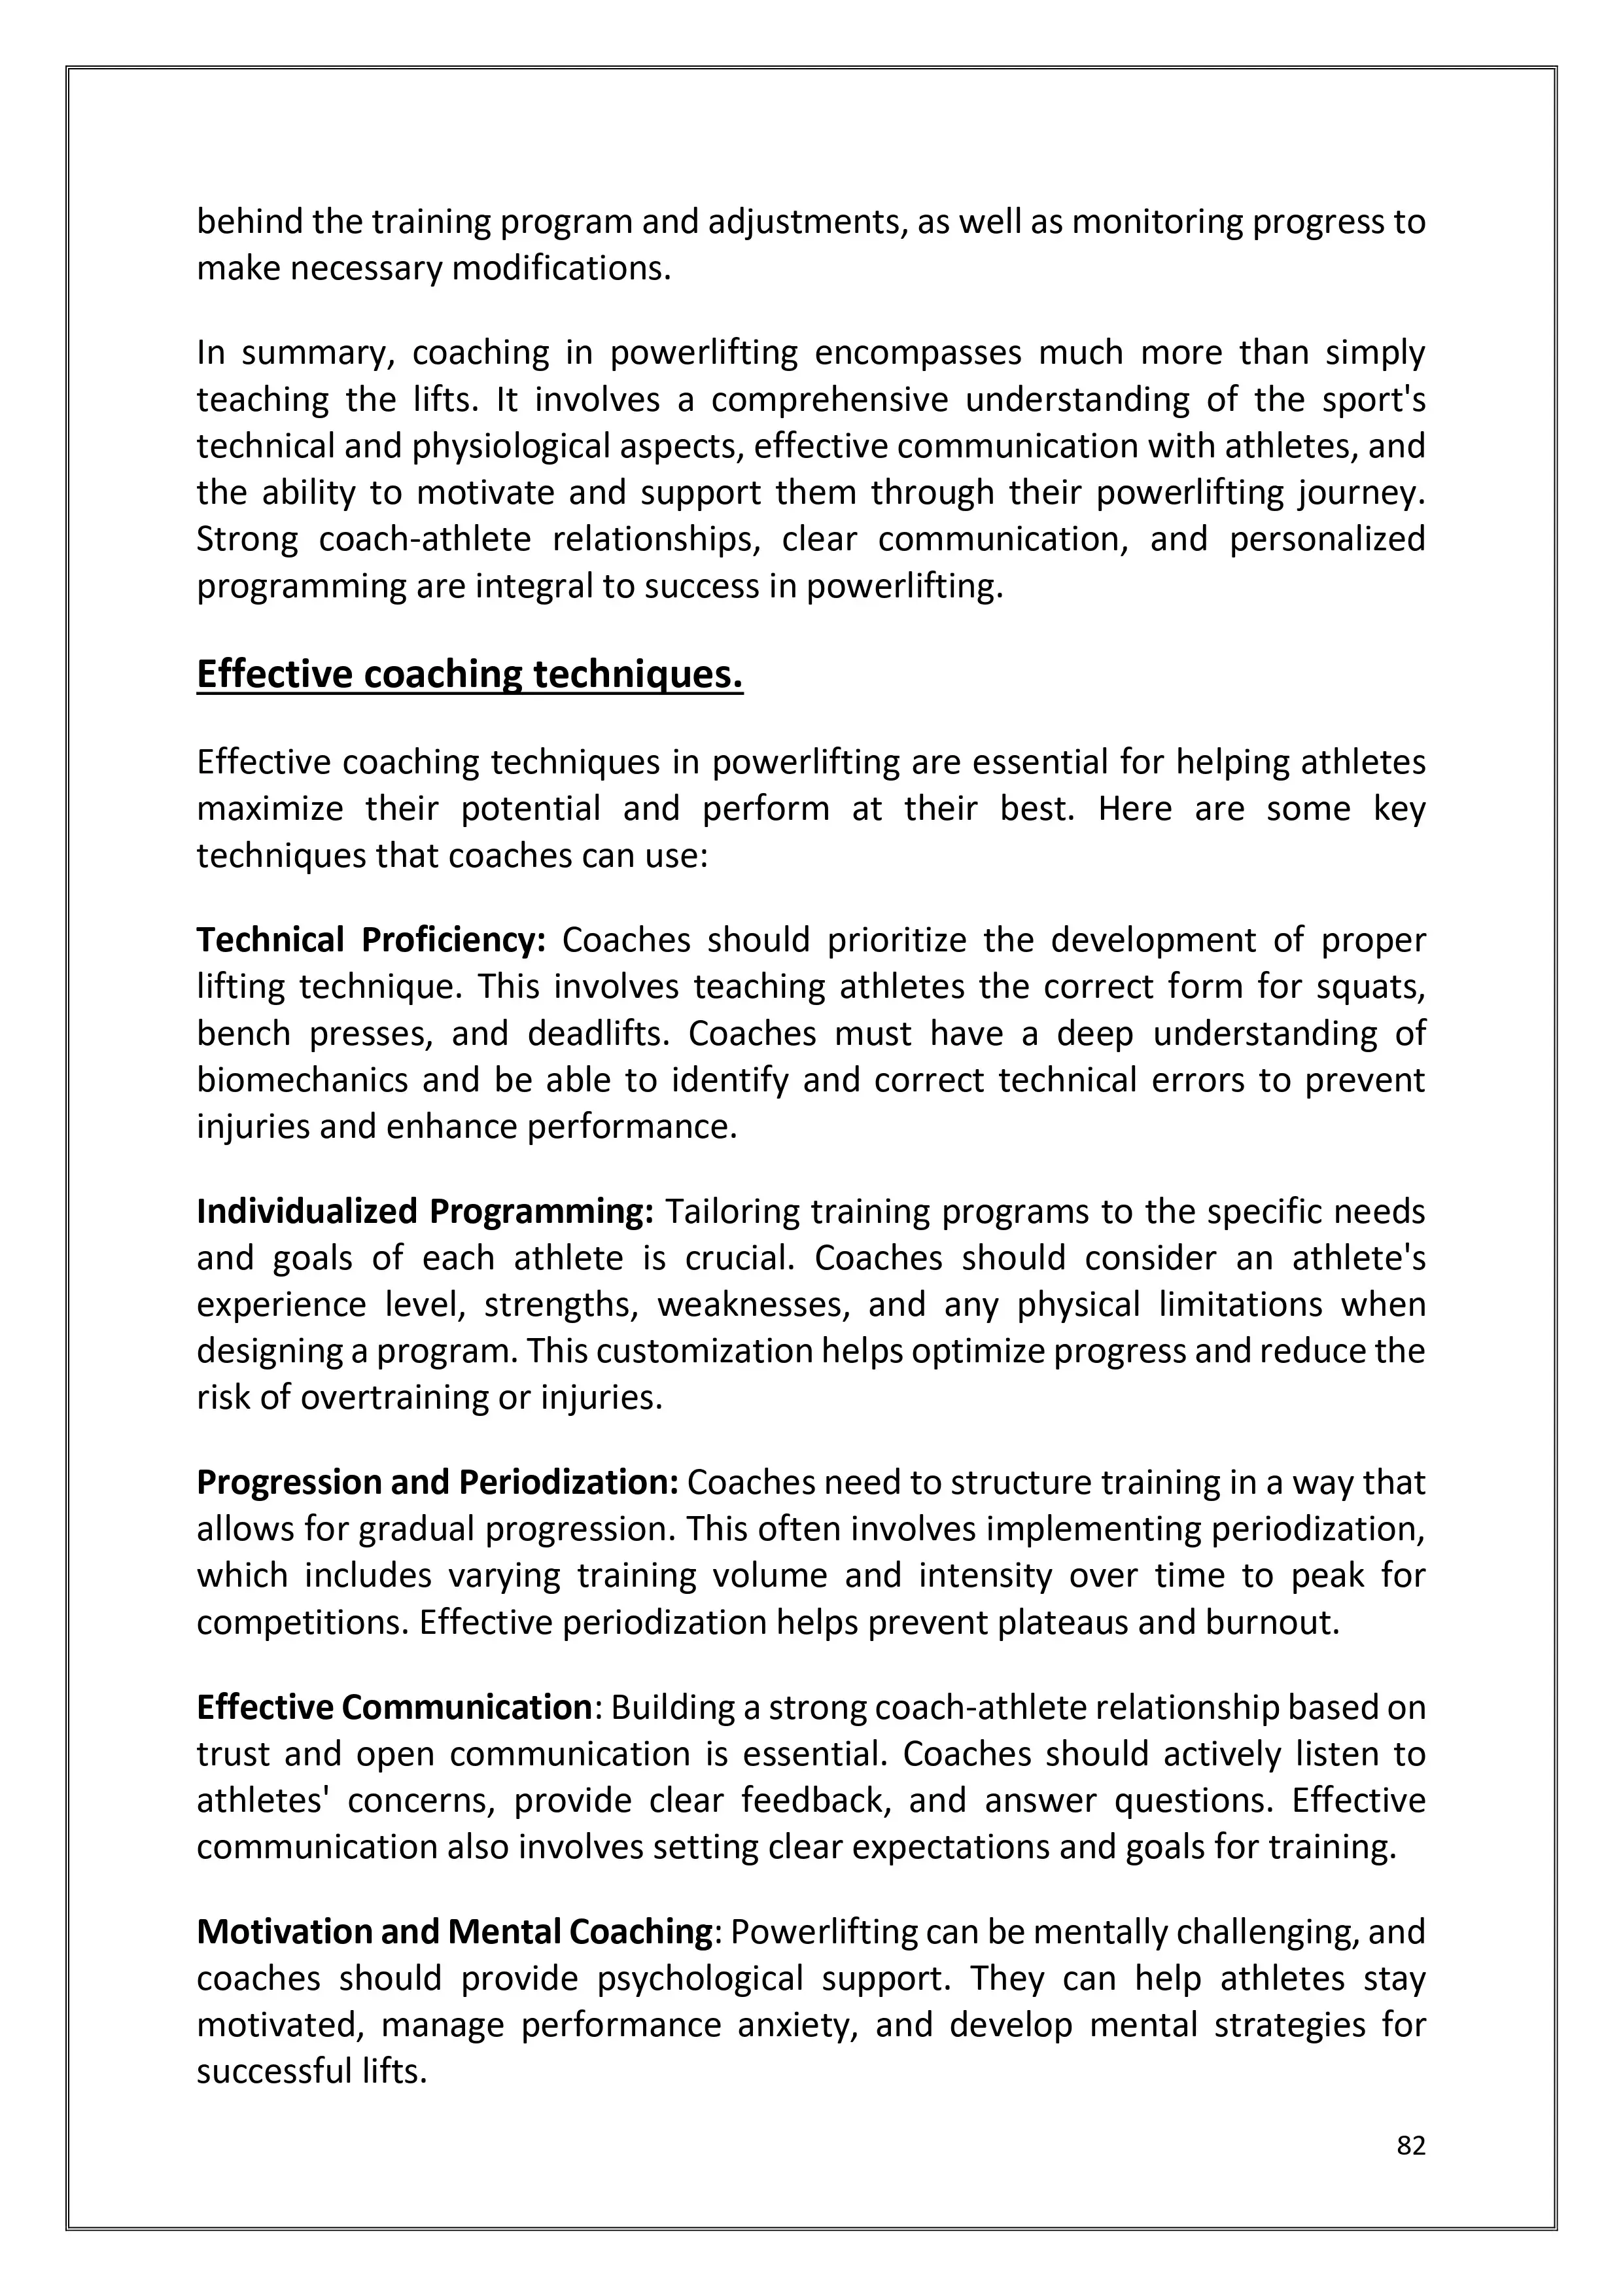 behind the training program and adjustments, as well as monitoring progress to
make necessary modifications.
In summary, coaching in powerlifting encompasses much more than simply
teaching the lifts. It involves a comprehensive understanding of the sport's
technical and physiological aspects, effective communication with athletes, and
the ability to motivate and support them through their powerlifting journey.
Strong coach-athlete relationships, clear communication, and personalized
programming are integral to success in powerlifting.
Effective coaching techniques.
Effective coaching techniques in powerlifting are essential for helping athletes
maximize their potential and perform at their best. Here are some key
techniques that coaches can use:
Technical Proficiency: Coaches should prioritize the development of proper
lifting technique. This involves teaching athletes the correct form for squats,
bench presses, and deadlifts. Coaches must have a deep understanding of
biomechanics and be able to identify and correct technical errors to prevent
injuries and enhance performance.
Individualized Programming: Tailoring training programs to the specific needs
and goals of each athlete is crucial. Coaches should consider an athlete's
experience level, strengths, weaknesses, and any physical limitations when
designing a program. This customization helps optimize progress and reduce the
risk of overtraining or injuries.
Progression and Periodization: Coaches need to structure training in a way that
allows for gradual progression. This often involves implementing periodization,
which includes varying training volume and intensity over time to peak for
competitions. Effective periodization helps prevent plateaus and burnout.
Effective Communication: Building a strong coach-athlete relationship based on
trust and open communication is essential. Coaches should actively listen to
athletes' concerns, provide clear feedback, and answer questions. Effective
communication also involves setting clear expectations and goals for training.
Motivation and Mental Coaching: Powerlifting can be mentally challenging, and
coaches should provide psychological support. They can help athletes stay
motivated, manage performance anxiety, and develop mental strategies for
successful lifts.
82